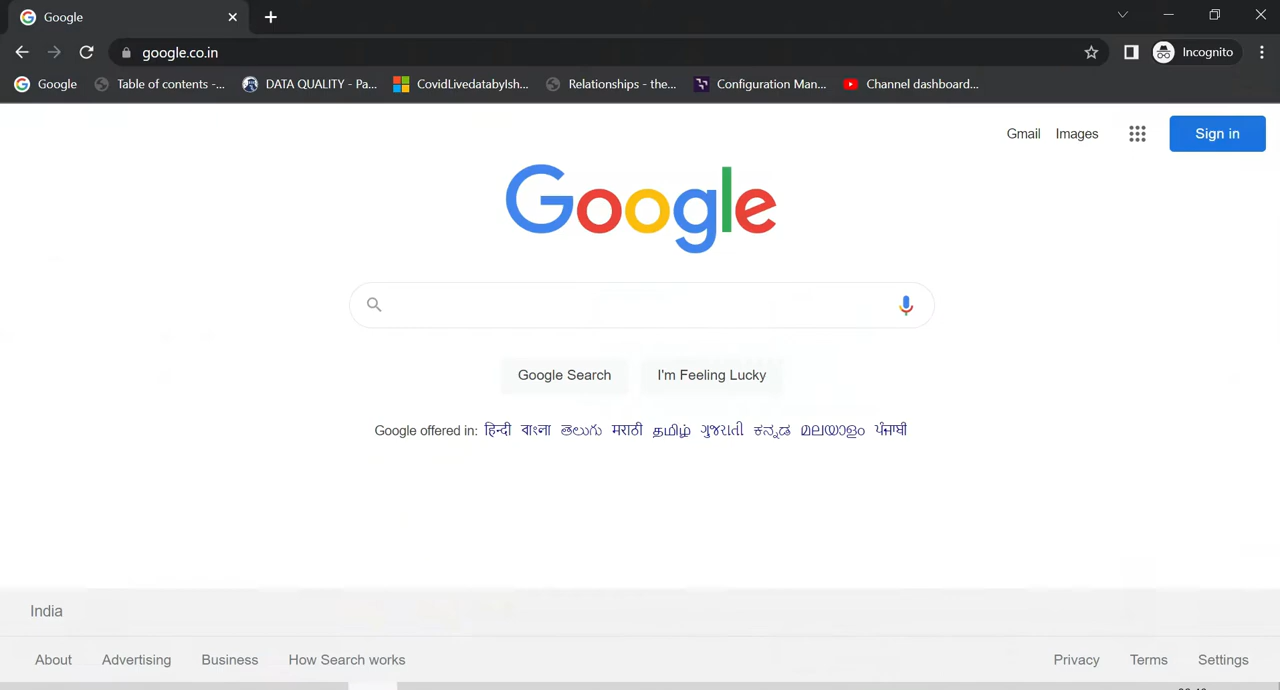 Google
google.co.in
Incognito
Google
Table of contents -...
DATA QUALITY - Pa...
CovidLivedatabylsh...
Relationships - the...
Configuration Man...
Channel dashboard...
Gmail
Images
Sign in
Google
Google Search
I'm Feeling Lucky
Google offered in: हिन्दी বাংলা తెలుగు मराठी தமிழ் ગુજરાતી ಕನ್ನಡ മലയാളം ਪੰਜਾਬੀ
India
About
Advertising
Business
How Search works
Privacy
Terms
Settings